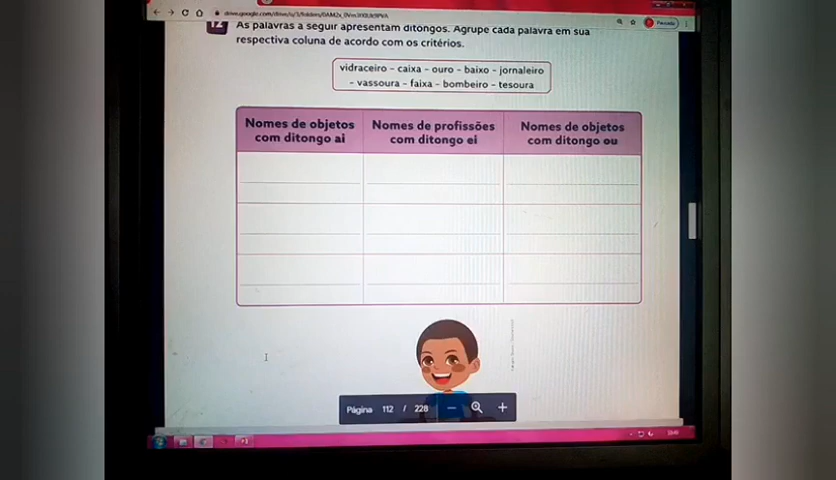 12 As palavras a seguir apresentam ditongos. Agrupe cada palavra em sua
respectiva coluna de acordo com os critérios.
vidraceiro – caixa – ouro – baixo – jornaleiro
– vassoura – faixa – bombeiro – tesoura
Nomes de objetos
com ditongo ai
Nomes de profissões
com ditongo ei
Nomes de objetos
com ditongo ou
Página 112 / 228